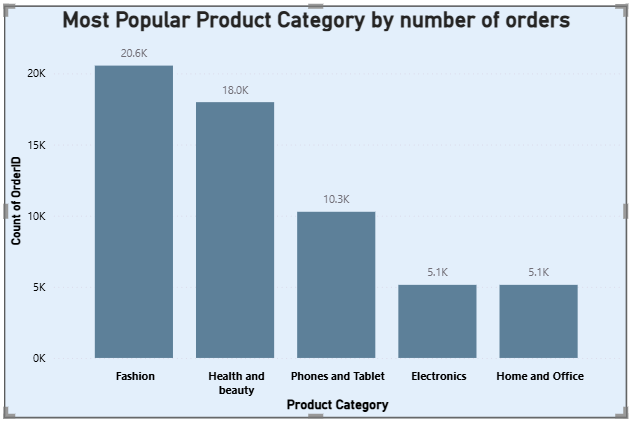 Most Popular Product Category by number of orders
20.6K
20K
18.0K
15K
10.3K
10K
5.1K
5.1K
5K
0K
Count of OrderID
Fashion
Health and
beauty
Phones and Tablet
Electronics
Home and Office
Product Category